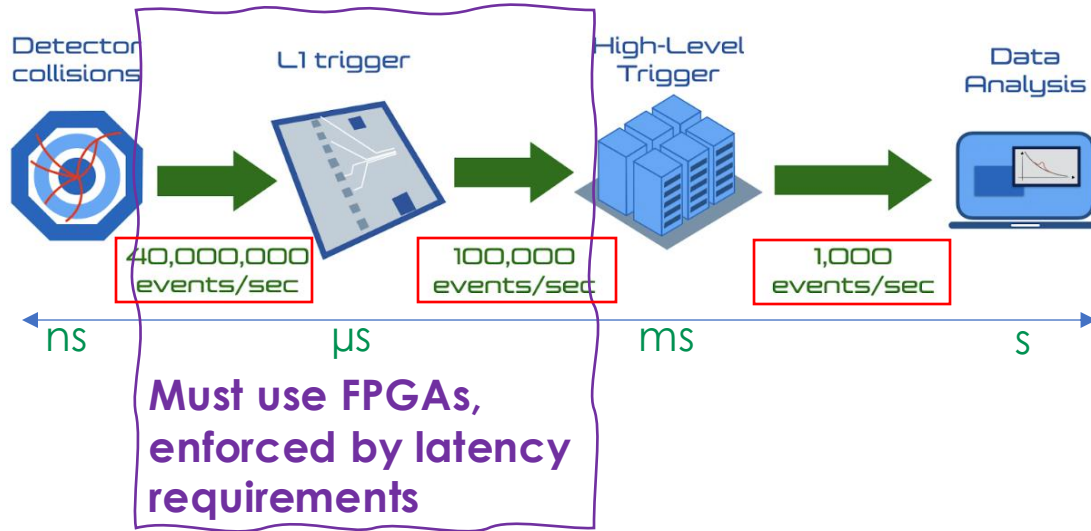 Detector
collisions
L1 trigger
High-Level
Trigger
Data
Analysis
40,000,000
events/sec
100,000
events/sec
1,000
events/sec
ns
µs
ms
s
Must use FPGAs,
enforced by latency
requirements